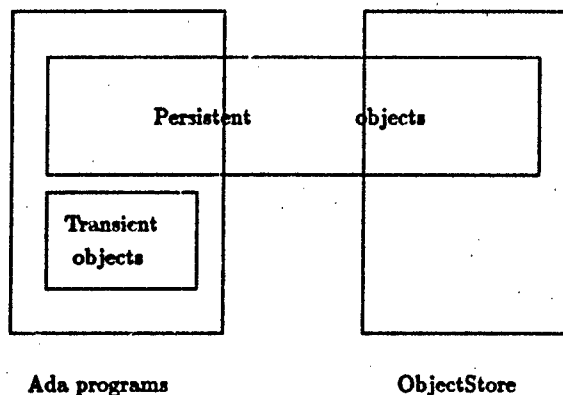 Persistent objects
Transient
objects
Ada programs ObjectStore